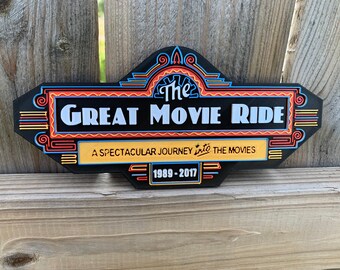 The
GREAT MOVIE RIDE
A SPECTACULAR JOURNEY into THE MOVIES
1989-2017